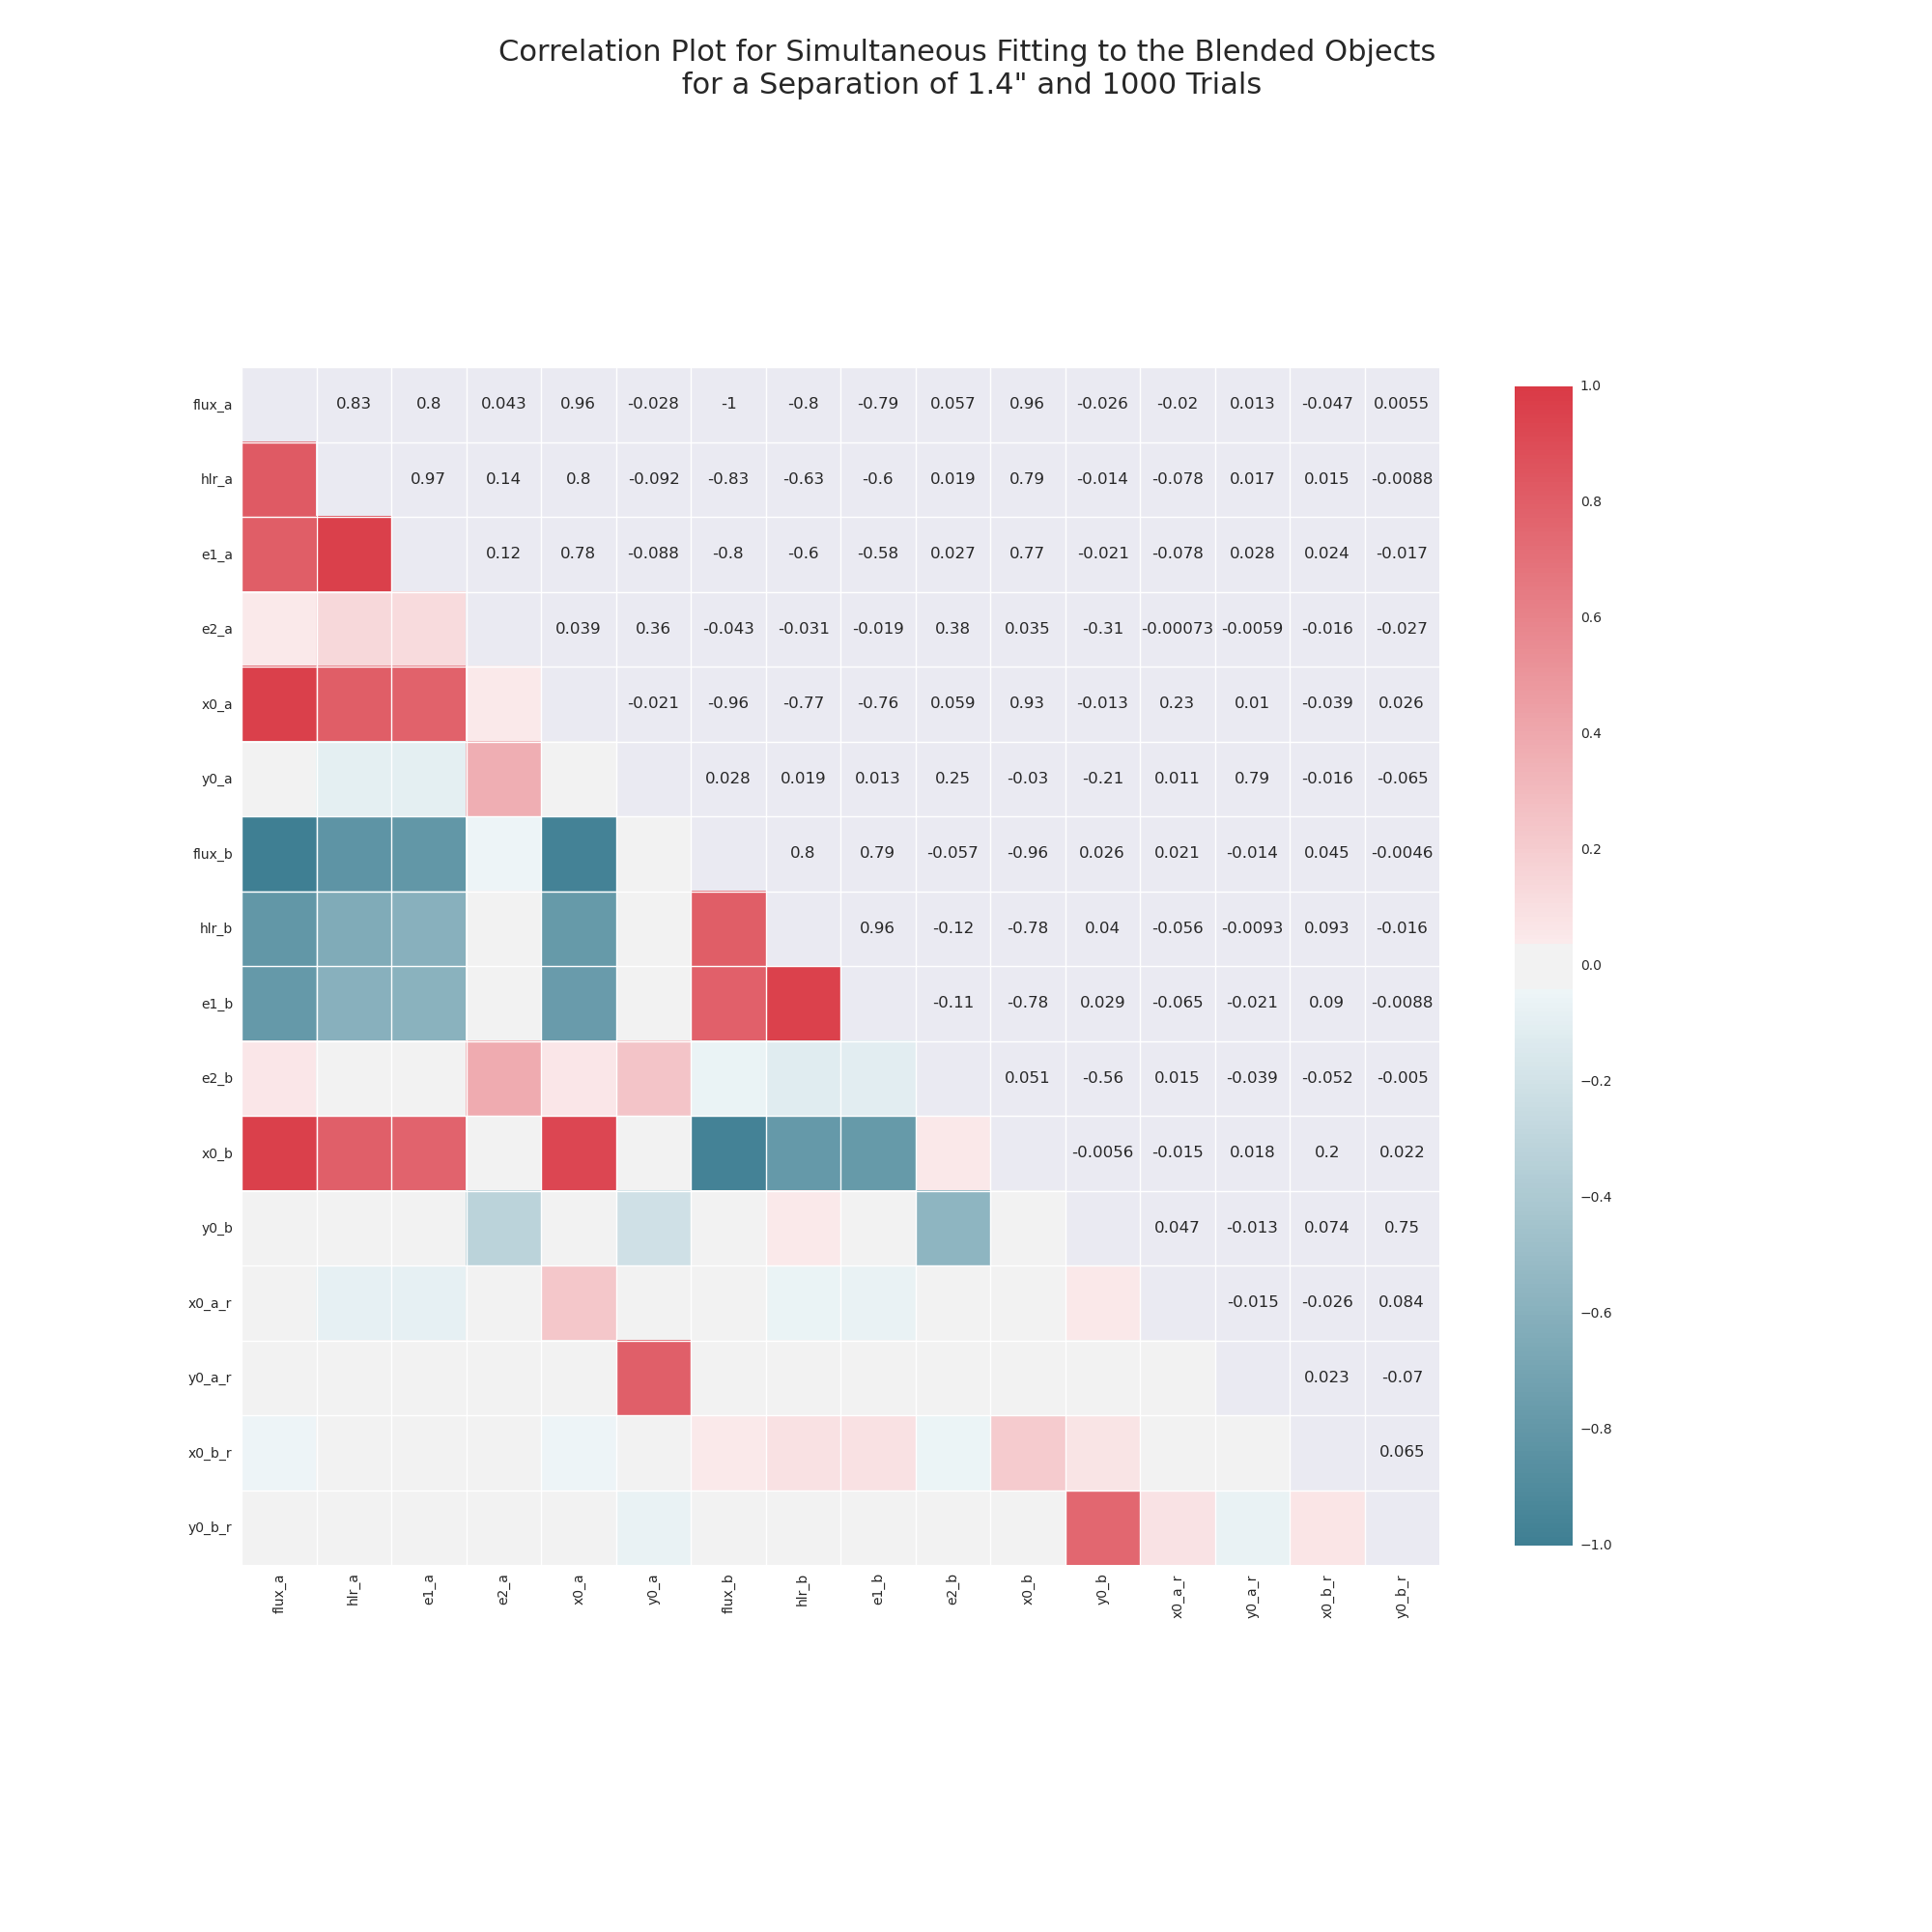 Correlation Plot for Simultaneous Fitting to the Blended Objects
for a Separation of 1.4" and 1000 Trials
flux_a 0.83 0.8 0.043 0.96 -0.028 -1 -0.8 -0.79 0.057 0.96 -0.026 -0.02 0.013 -0.047 0.0055
hlr_a 0.97 0.14 0.8 -0.092 -0.83 -0.63 -0.6 0.019 0.79 -0.014 -0.078 0.017 0.015 -0.0088
e1_a 0.12 0.78 -0.088 -0.8 -0.6 -0.58 0.027 0.77 -0.021 -0.078 0.028 0.024 -0.017
e2_a 0.039 0.36 -0.043 -0.031 -0.019 0.38 0.035 -0.31 -0.00073 -0.0059 -0.016 -0.027
x0_a -0.021 -0.96 -0.77 -0.76 0.059 0.93 -0.013 0.23 0.01 -0.039 0.026
y0_a 0.028 0.019 0.013 0.25 -0.03 -0.21 0.011 0.79 -0.016 -0.065
flux_b 0.8 0.79 -0.057 -0.96 0.026 0.021 -0.014 0.045 -0.0046
hlr_b 0.96 -0.12 -0.78 0.04 -0.056 -0.0093 0.093 -0.016
e1_b -0.11 -0.78 0.029 -0.065 -0.021 0.09 -0.0088
e2_b 0.051 -0.56 0.015 -0.039 -0.052 -0.005
x0_b -0.0056 -0.015 0.018 0.2 0.022
y0_b 0.047 -0.013 0.074 0.75
x0_a_r -0.015 -0.026 0.084
y0_a_r 0.023 -0.07
x0_b_r 0.065
y0_b_r
flux_a hlr_a e1_a e2_a x0_a y0_a flux_b hlr_b e1_b e2_b x0_b y0_b x0_a_r y0_a_r x0_b_r y0_b_r
1.0
0.8
0.6
0.4
0.2
0.0
−0.2
−0.4
−0.6
−0.8
−1.0